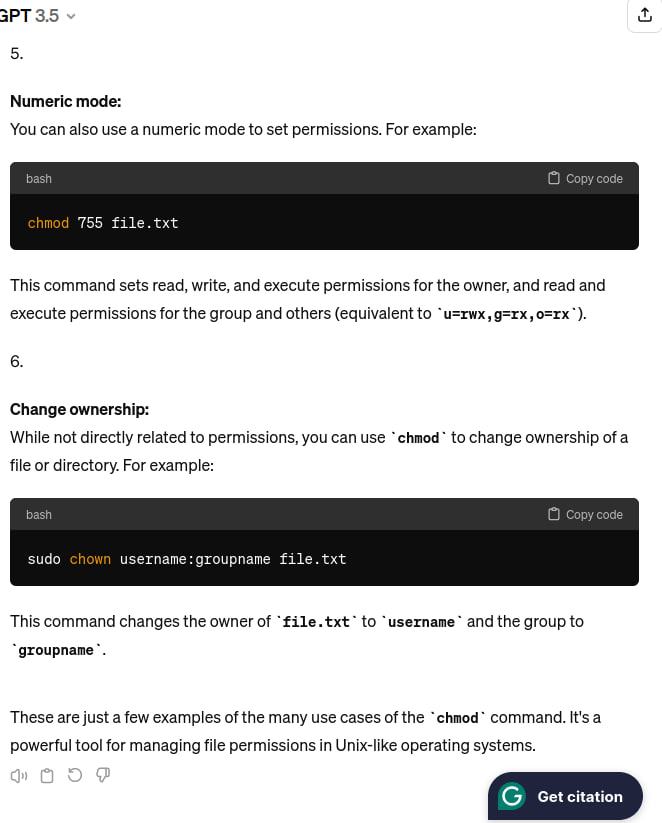 GPT 3.5
5.
Numeric mode:
You can also use a numeric mode to set permissions. For example:
bash
Copy code
chmod 755 file.txt
This command sets read, write, and execute permissions for the owner, and read and
execute permissions for the group and others (equivalent to `u=rwx,g=rx,o=rx`).
6.
Change ownership:
While not directly related to permissions, you can use `chmod` to change ownership of a
file or directory. For example:
bash
Copy code
sudo chown username:groupname file.txt
This command changes the owner of `file.txt` to `username` and the group to
`groupname`.
These are just a few examples of the many use cases of the `chmod` command. It's a
powerful tool for managing file permissions in Unix-like operating systems.
Get citation